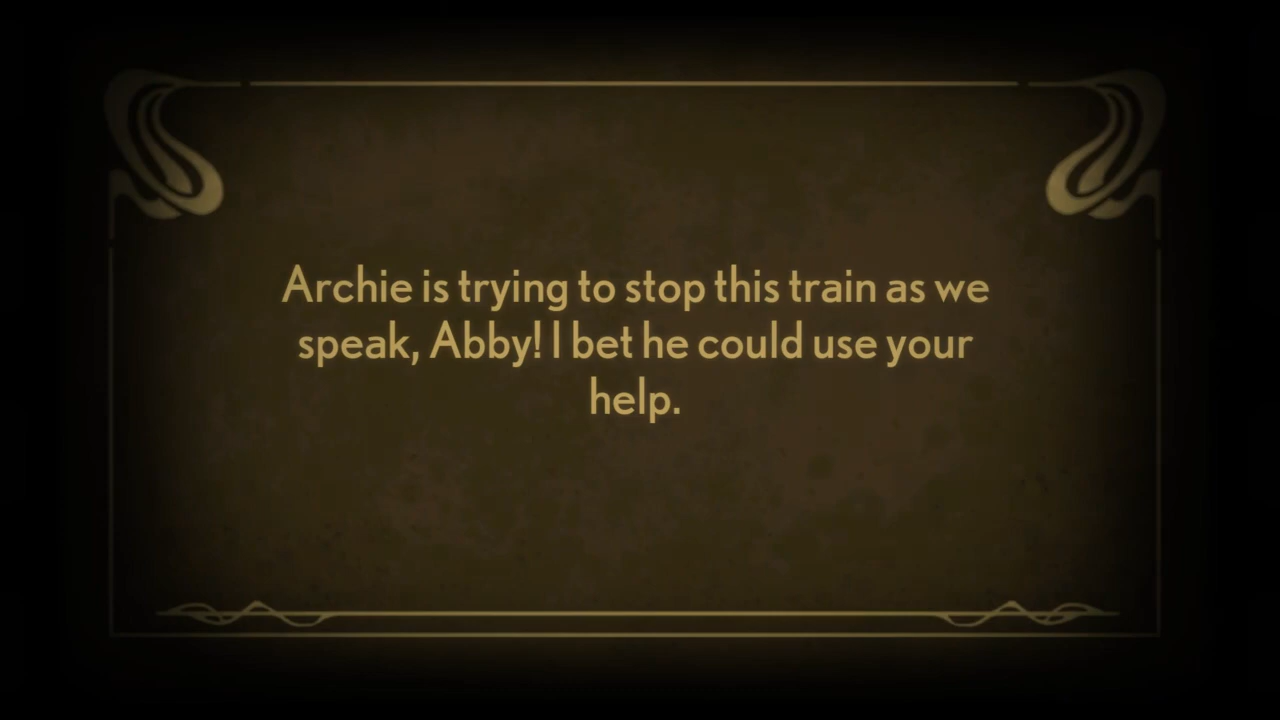 Archie is trying to stop this train as we
speak, Abby! I bet he could use your
help.